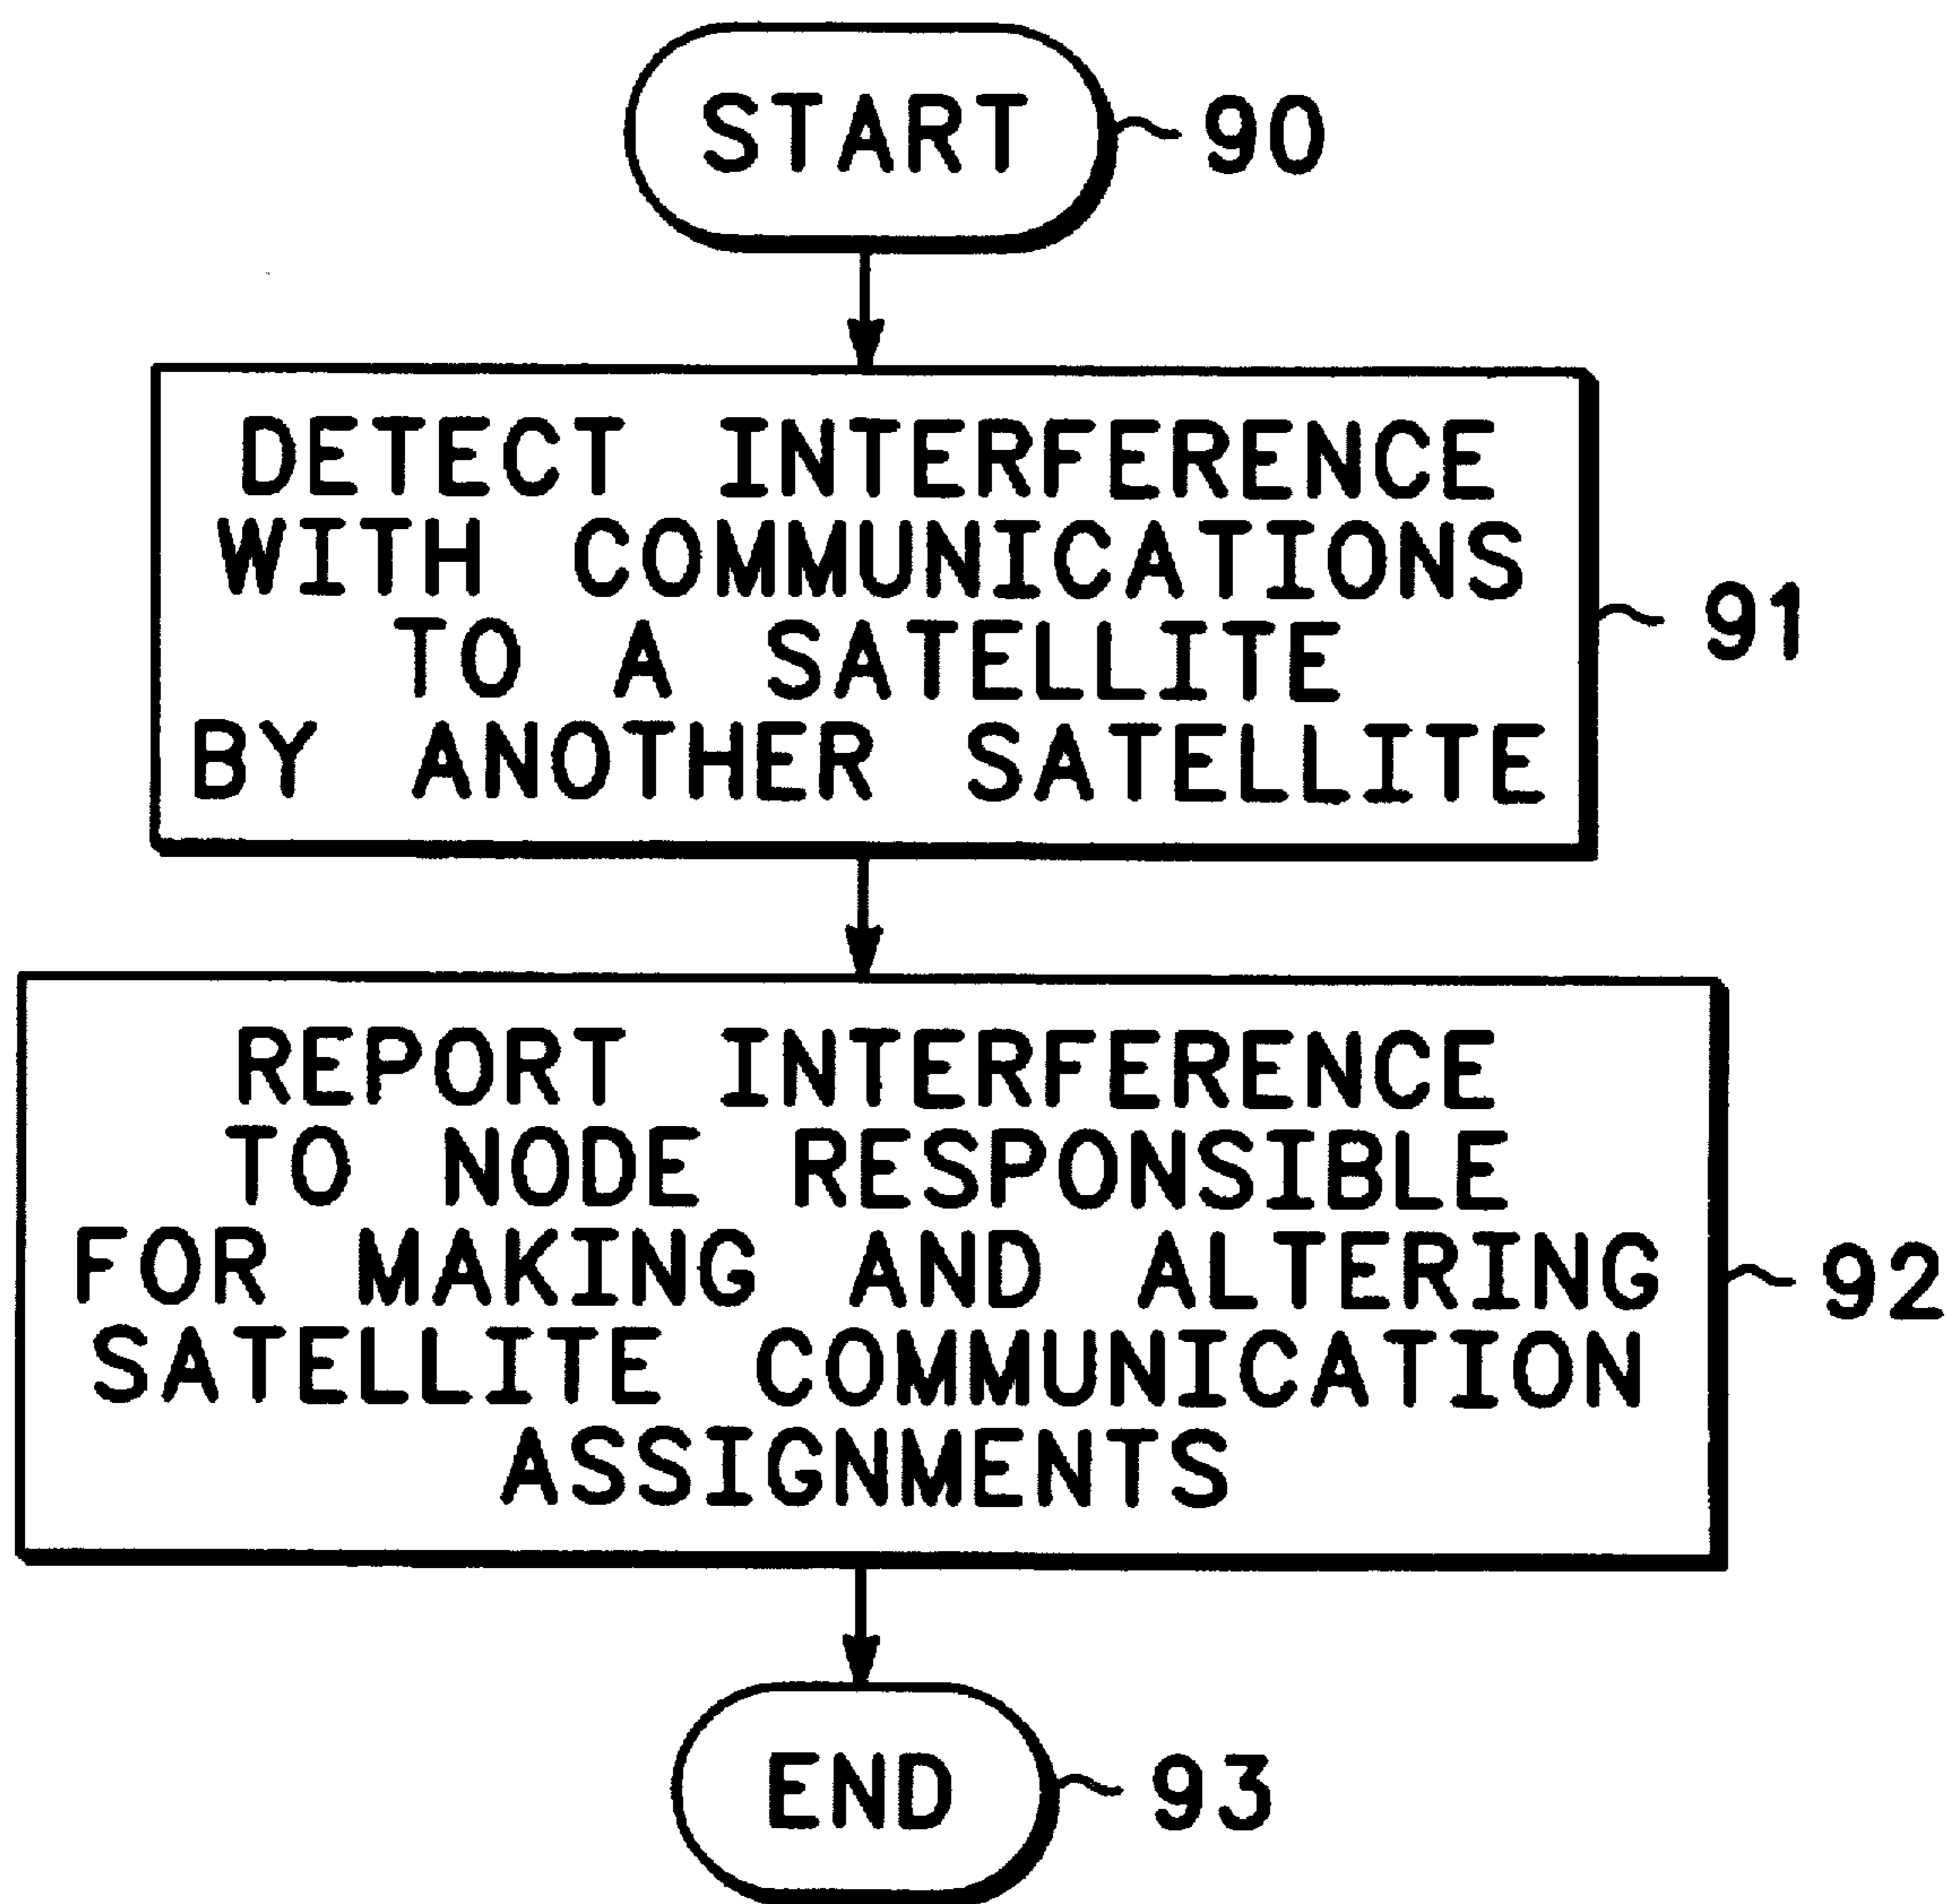 START
90
DETECT INTERFERENCE
WITH COMMUNICATIONS
TO A SATELLITE
BY ANOTHER SATELLITE
91
REPORT INTERFERENCE
TO NODE RESPONSIBLE
FOR MAKING AND ALTERING
SATELLITE COMMUNICATION
ASSIGNMENTS
92
END
93